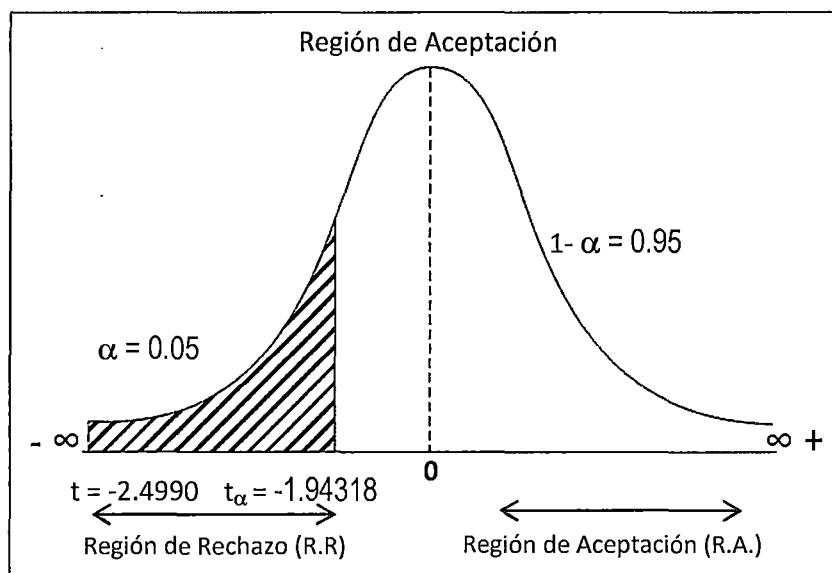 Región de Aceptación
1- α = 0.95
α = 0.05
- ∞ ∞ +
0
t = -2.4990 tα = -1.94318
Región de Rechazo (R.R) Región de Aceptación (R.A.)